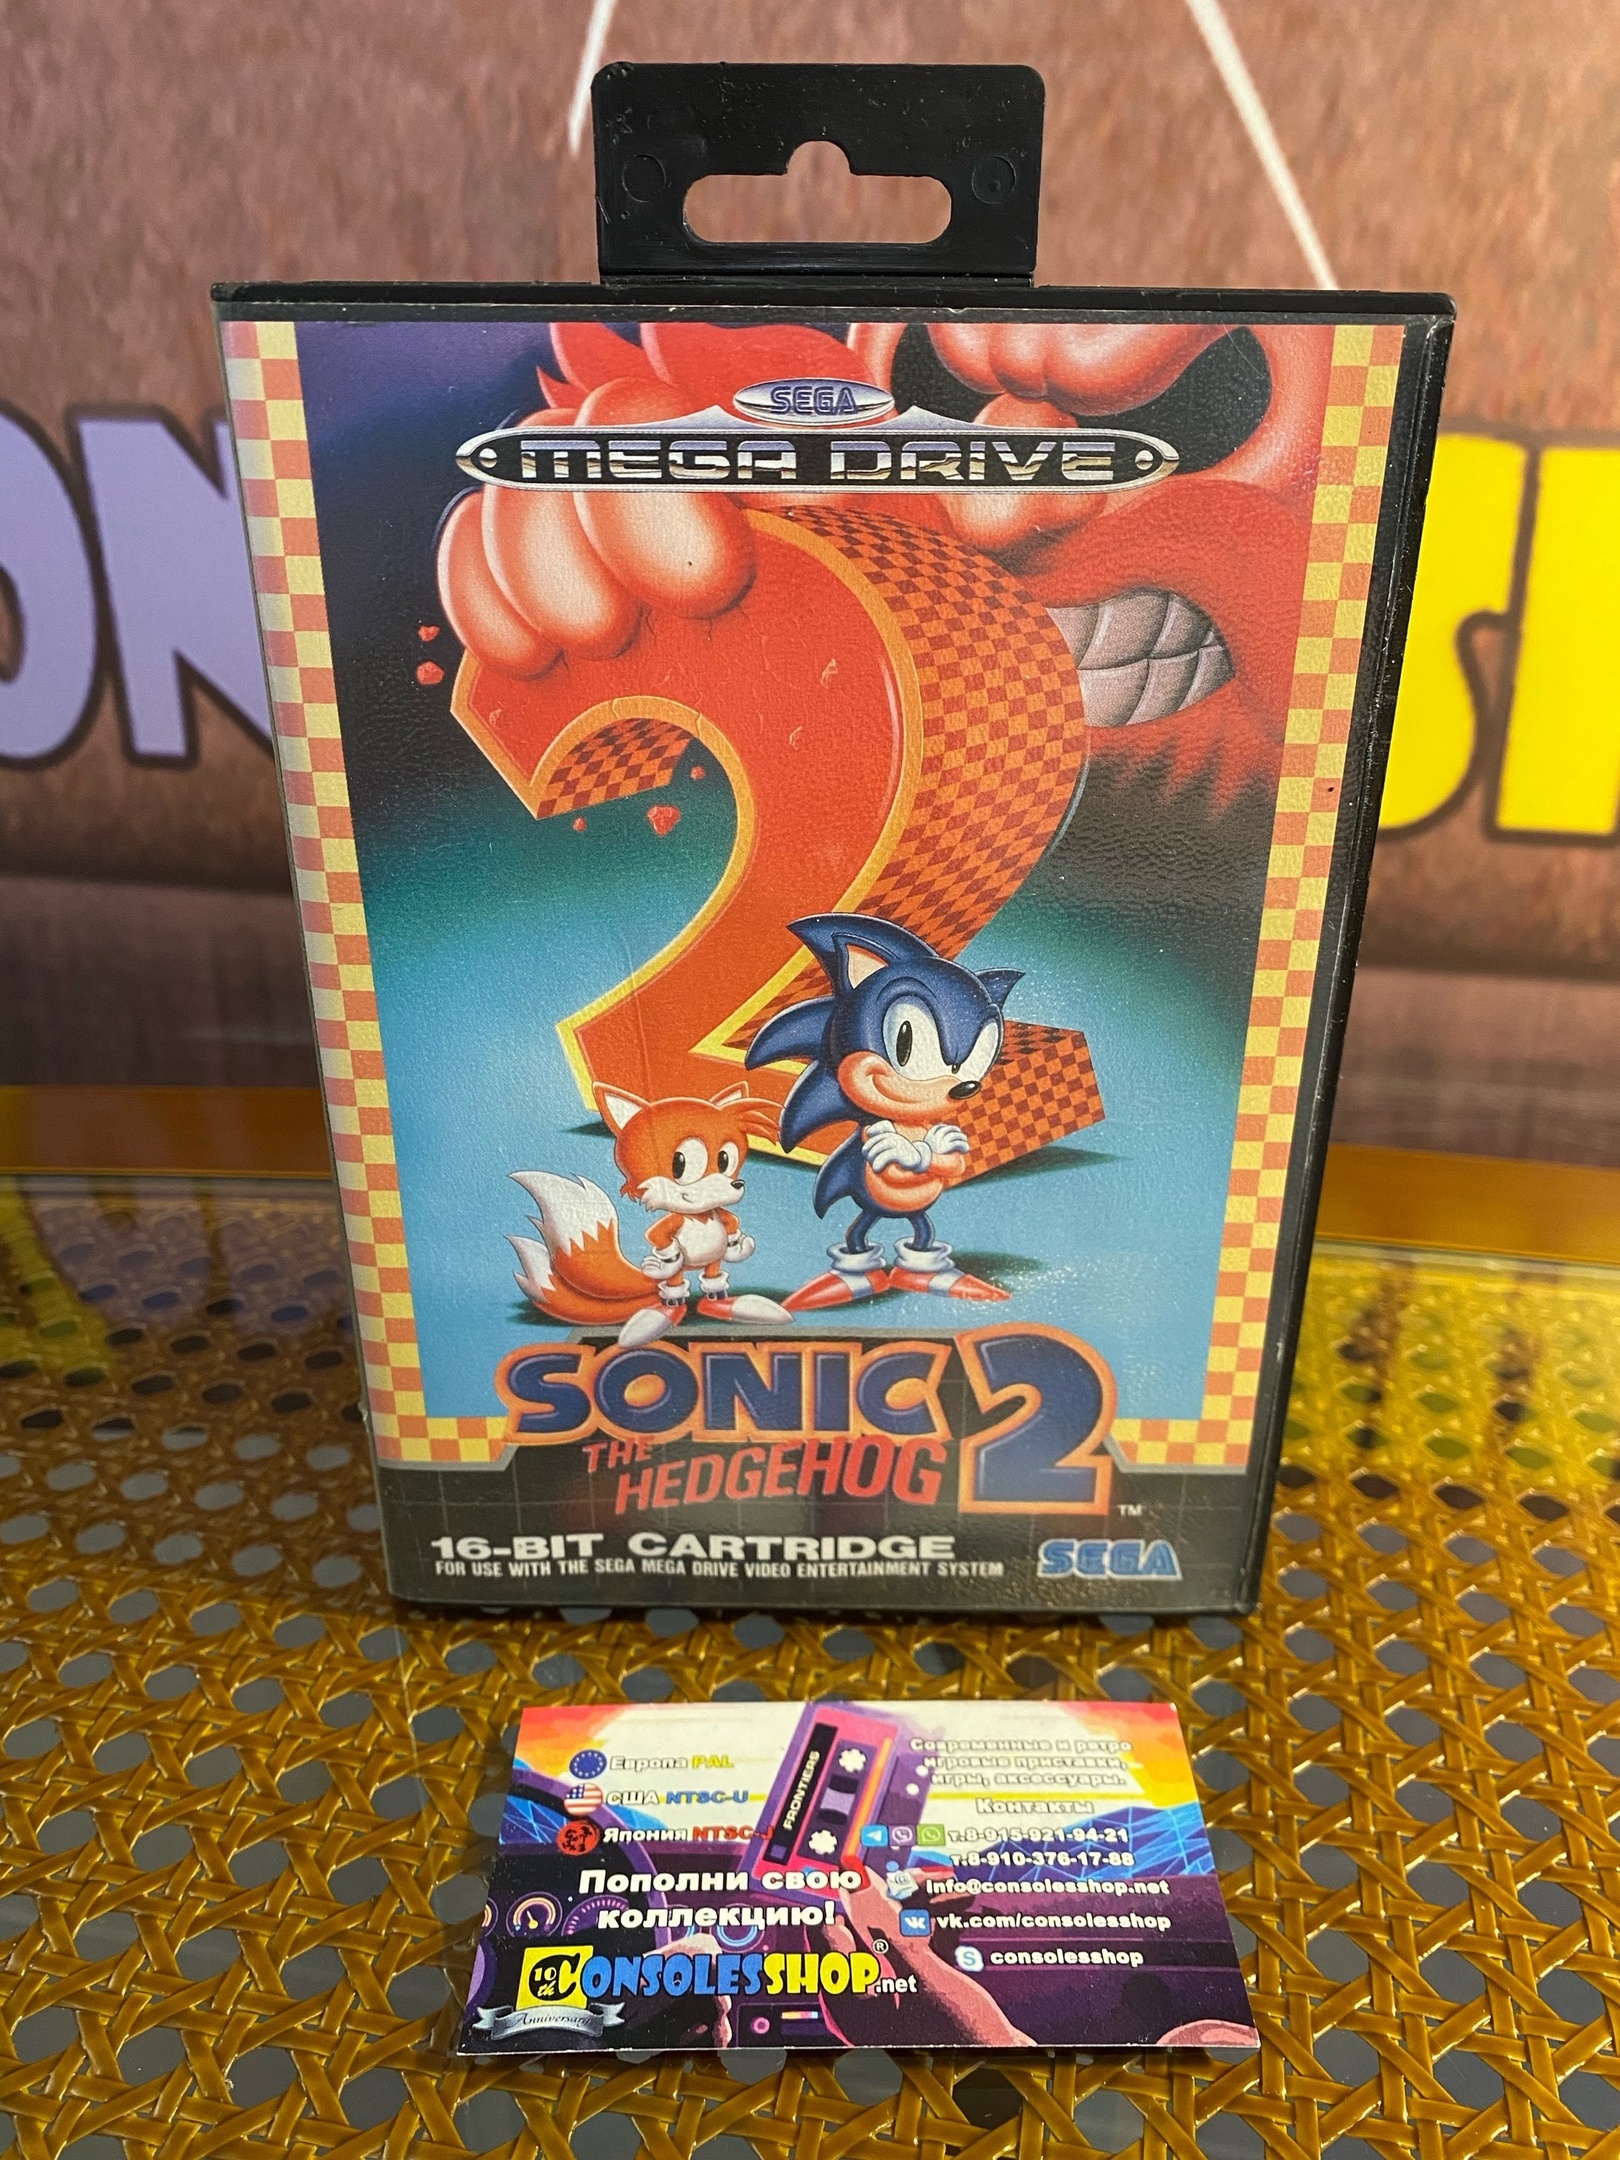 SEGA
MEGA DRIVE
SONIC 2
THE
HEDGEHOG
TM
16-BIT CARTRIDGE
FOR USE WITH THE SEGA MEGA DRIVE VIDEO ENTERTAINMENT SYSTEM
SEGA
Европа PAL
США NTSC-U
Япония NTSC-J
Пополни свою
коллекцию!
10th
CONSOLESSHOP®.net
Anniversary
FRONTIERS
Современные и ретро
игровые приставки,
игры, аксессуары.
Контакты
т.8-915-921-94-21
т.8-910-376-17-88
info@consolesshop.net
vk.com/consolesshop
consolesshop